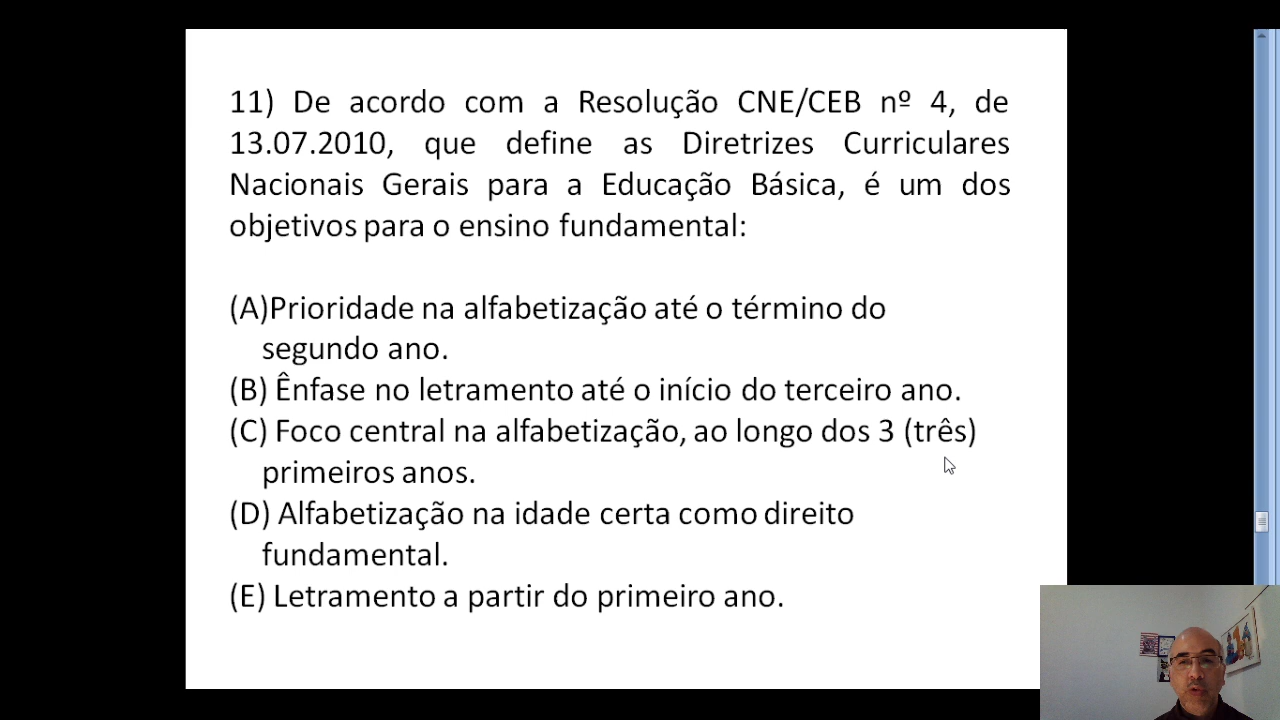 11) De acordo com a Resolução CNE/CEB nº 4, de
13.07.2010, que define as Diretrizes Curriculares
Nacionais Gerais para a Educação Básica, é um dos
objetivos para o ensino fundamental:
(A)Prioridade na alfabetização até o término do
segundo ano.
(B) Ênfase no letramento até o início do terceiro ano.
(C) Foco central na alfabetização, ao longo dos 3 (três)
primeiros anos.
(D) Alfabetização na idade certa como direito
fundamental.
(E) Letramento a partir do primeiro ano.